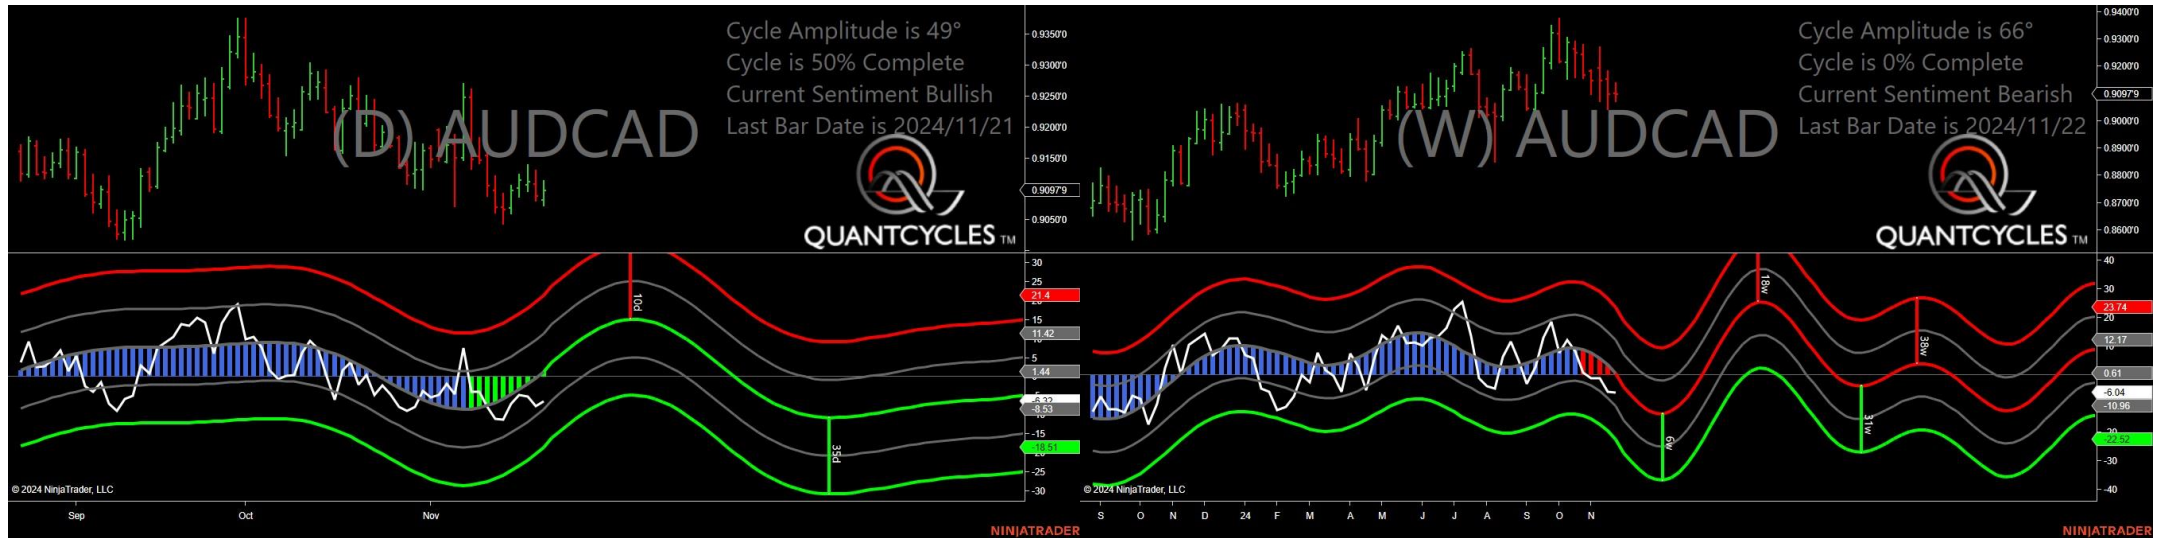 Cycle Amplitude is 49°
Cycle is 50% Complete
Current Sentiment Bullish
Last Bar Date is 2024/11/21
(D) AUDCAD
QUANTCYCLES TM
0.9350'0
0.9300'0
0.9250'0
0.9200'0
0.9150'0
0.9097'9
0.9050'0
30
25
21.4
15
11.42
5
1.44
-8.53
-15
-18.51
-25
-30
10d
35d
© 2024 NinjaTrader, LLC
Sep Oct Nov
NINJATRADER
Cycle Amplitude is 66°
Cycle is 0% Complete
Current Sentiment Bearish
Last Bar Date is 2024/11/22
(W) AUDCAD
QUANTCYCLES TM
0.9400'0
0.9300'0
0.9200'0
0.9097'9
0.9000'0
0.8900'0
0.8800'0
0.8700'0
0.8600'0
40
30
23.74
20
12.17
0.61
-6.04
-10.96
-22.52
-30
-40
18w
38w
6w
31w
© 2024 NinjaTrader, LLC
S O N D 24 F M A M J J A S O N
NINJATRADER